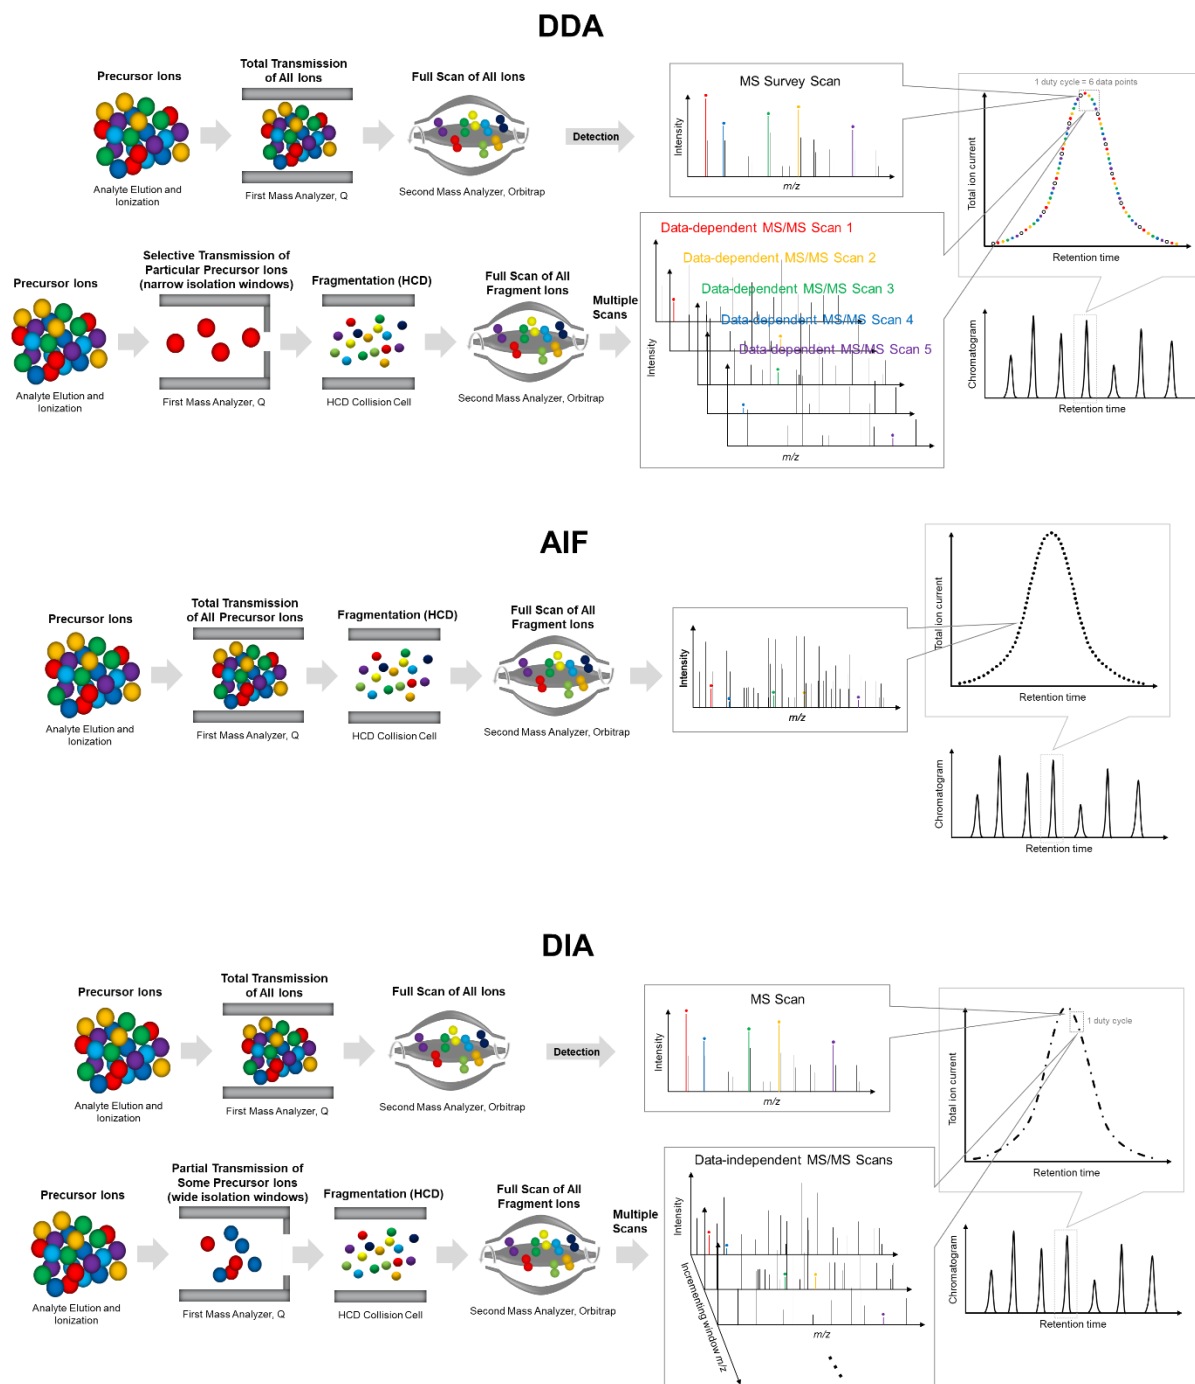 DDA
Precursor Ions
Analyte Elution and
Ionization
Total Transmission
of All Ions
First Mass Analyzer, Q
Full Scan of All Ions
Second Mass Analyzer, Orbitrap
Detection
MS Survey Scan
Intensity
m/z
1 duty cycle = 6 data points
Total ion current
Retention time
Precursor Ions
Analyte Elution and
Ionization
Selective Transmission of
Particular Precursor Ions
(narrow isolation windows)
First Mass Analyzer, Q
Fragmentation (HCD)
HCD Collision Cell
Full Scan of All
Fragment Ions
Second Mass Analyzer, Orbitrap
Multiple
Scans
Data-dependent MS/MS Scan 1
Data-dependent MS/MS Scan 2
Data-dependent MS/MS Scan 3
Data-dependent MS/MS Scan 4
Data-dependent MS/MS Scan 5
Intensity
m/z
Chromatogram
Retention time
AIF
Precursor Ions
Analyte Elution and
Ionization
Total Transmission
of All Precursor Ions
First Mass Analyzer, Q
Fragmentation (HCD)
HCD Collision Cell
Full Scan of All
Fragment Ions
Second Mass Analyzer, Orbitrap
Intensity
m/z
Total ion current
Retention time
Chromatogram
Retention time
DIA
Precursor Ions
Analyte Elution and
Ionization
Total Transmission
of All Ions
First Mass Analyzer, Q
Full Scan of All Ions
Second Mass Analyzer, Orbitrap
Detection
MS Scan
Intensity
m/z
1 duty cycle
Total ion current
Retention time
Precursor Ions
Analyte Elution and
Ionization
Partial Transmission of
Some Precursor Ions
(wide isolation windows)
First Mass Analyzer, Q
Fragmentation (HCD)
HCD Collision Cell
Full Scan of All
Fragment Ions
Second Mass Analyzer, Orbitrap
Multiple
Scans
Data-independent MS/MS Scans
Intensity
Incrementing window m/z
m/z
Chromatogram
Retention time